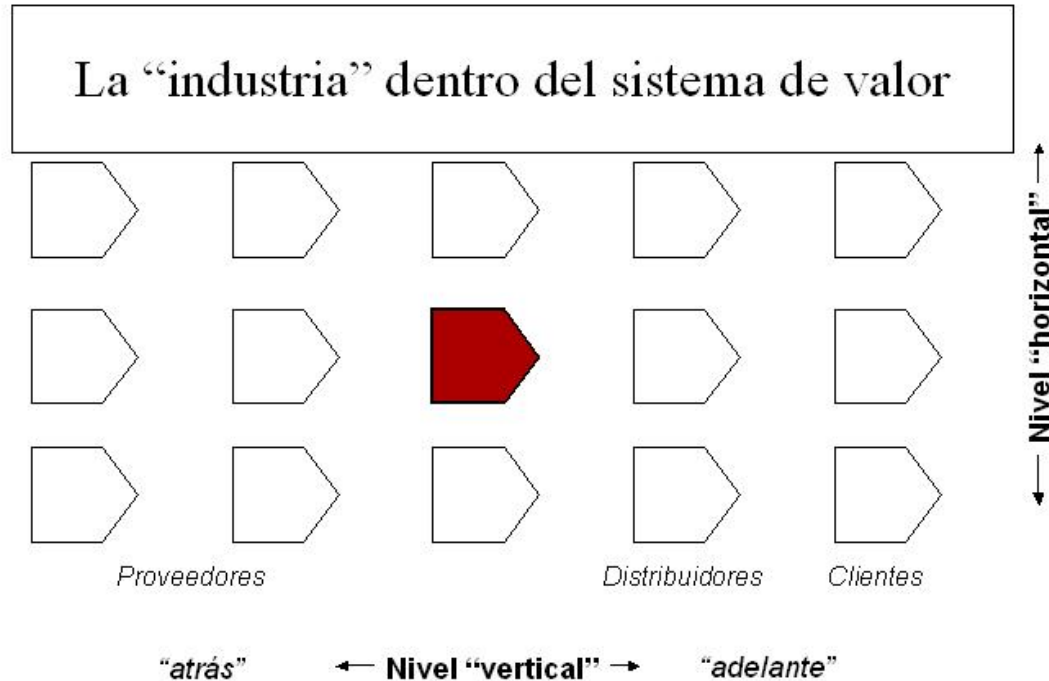 La “industria” dentro del sistema de valor
Nivel “horizontal”
Proveedores
Distribuidores
Clientes
“atrás”
Nivel “vertical”
“adelante”